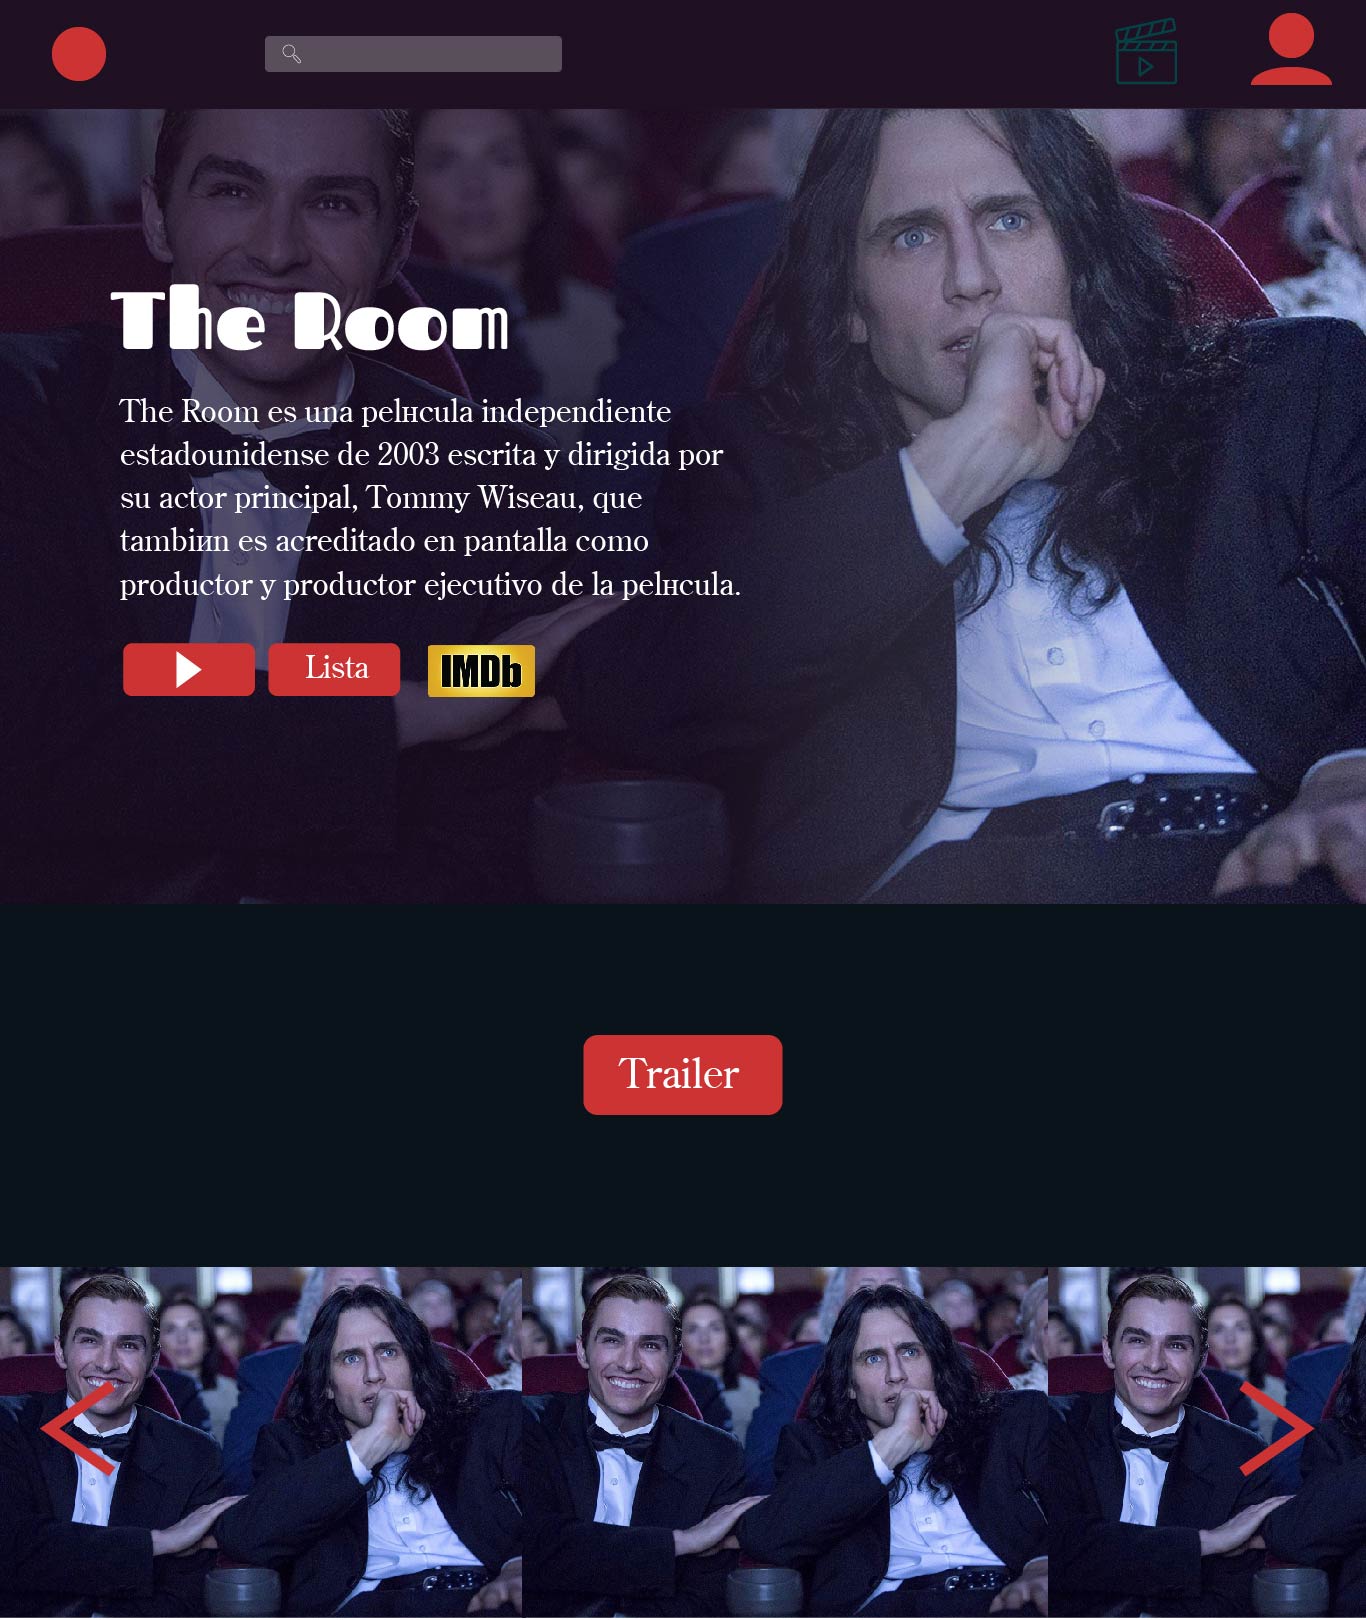 The Room
The Room es una pelнcula independiente
estadounidense de 2003 escrita y dirigida por
su actor principal, Tommy Wiseau, que
tambiиn es acreditado en pantalla como
productor y productor ejecutivo de la pelнcula.
Lista
IMDb
Trailer